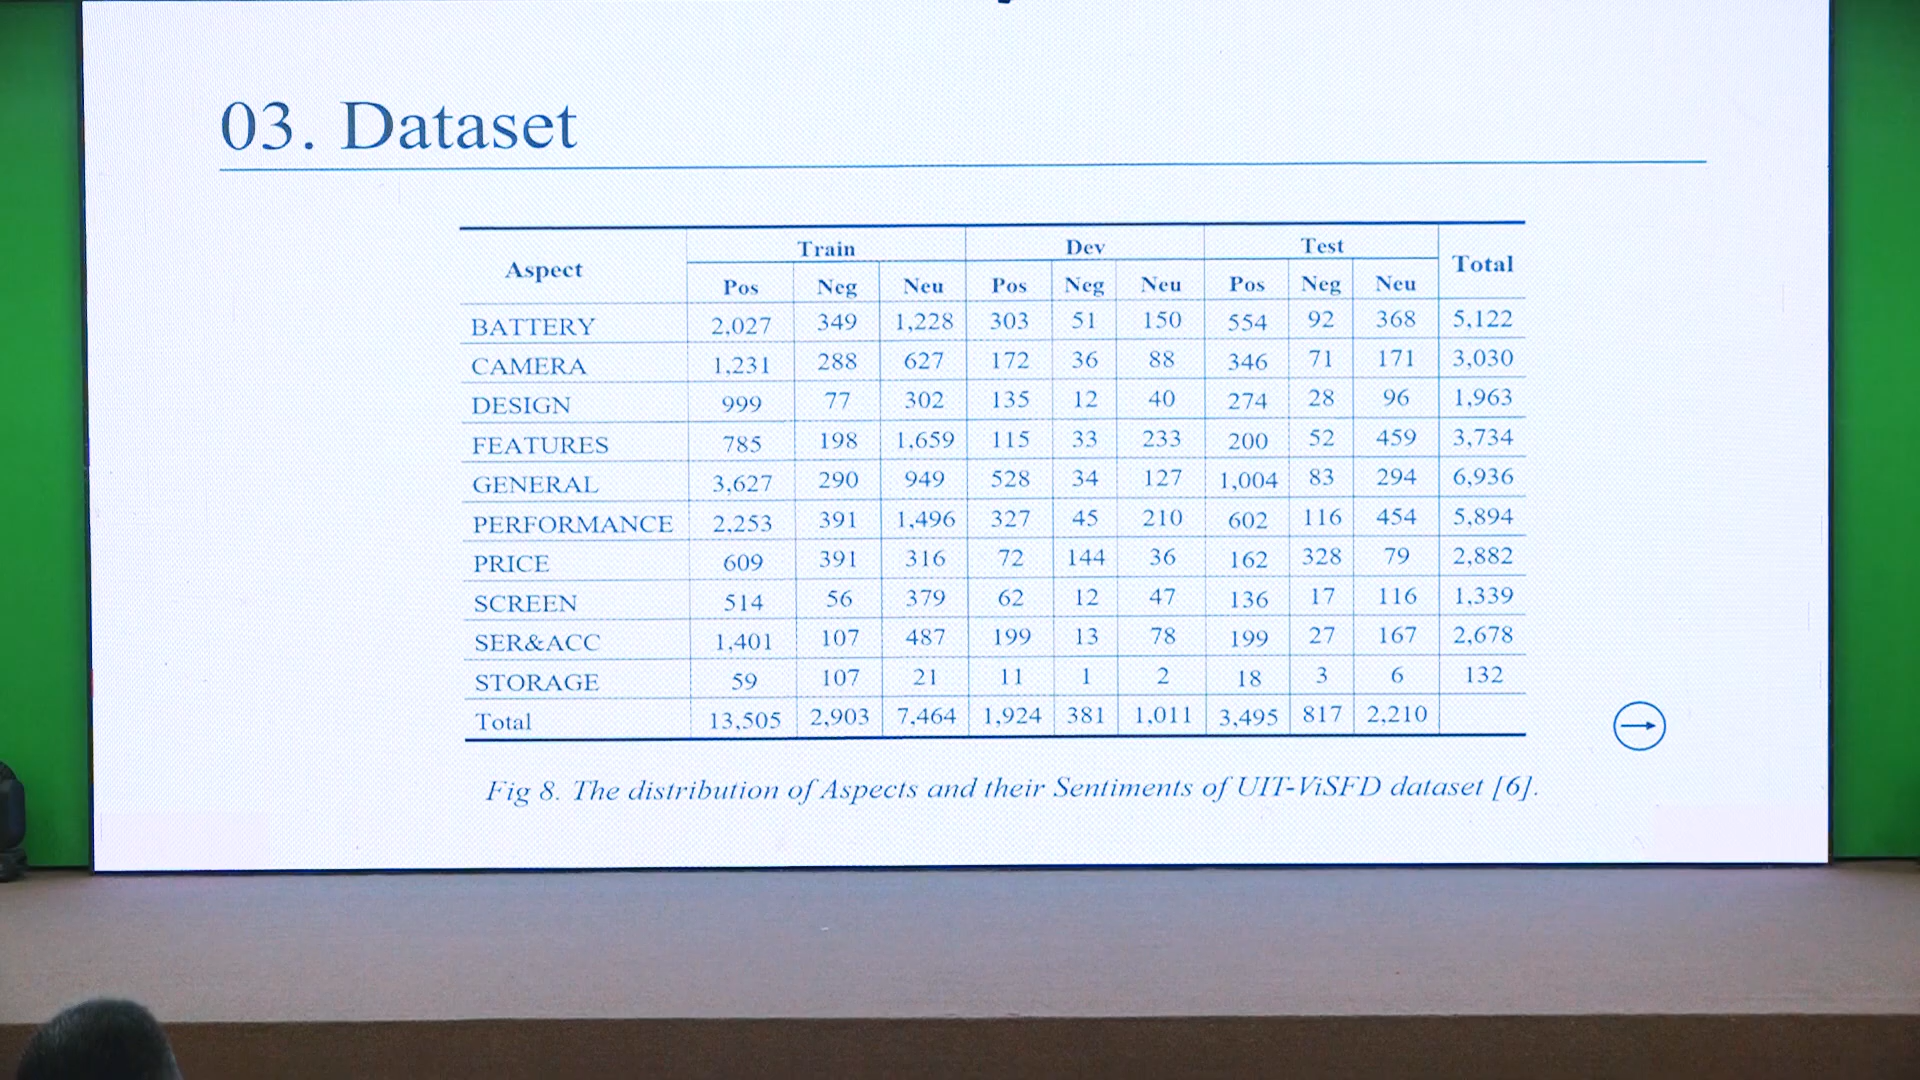 03. Dataset
Aspect Train Dev Test Total
Pos Neg Neu Pos Neg Neu Pos Neg Neu
BATTERY 2,027 349 1,228 303 51 150 554 92 368 5,122
CAMERA 1,231 288 627 172 36 88 346 71 171 3,030
DESIGN 999 77 302 135 12 40 274 28 96 1,963
FEATURES 785 198 1,659 115 33 233 200 52 459 3,734
GENERAL 3,627 290 949 528 34 127 1,004 83 294 6,936
PERFORMANCE 2,253 391 1,496 327 45 210 602 116 454 5,894
PRICE 609 391 316 72 144 36 162 328 79 2,882
SCREEN 514 56 379 62 12 47 136 17 116 1,339
SER&ACC 1,401 107 487 199 13 78 199 27 167 2,678
STORAGE 59 107 21 11 1 2 18 3 6 132
Total 13,505 2,903 7,464 1,924 381 1,011 3,495 817 2,210
Fig 8. The distribution of Aspects and their Sentiments of UIT-ViSFD dataset [6].